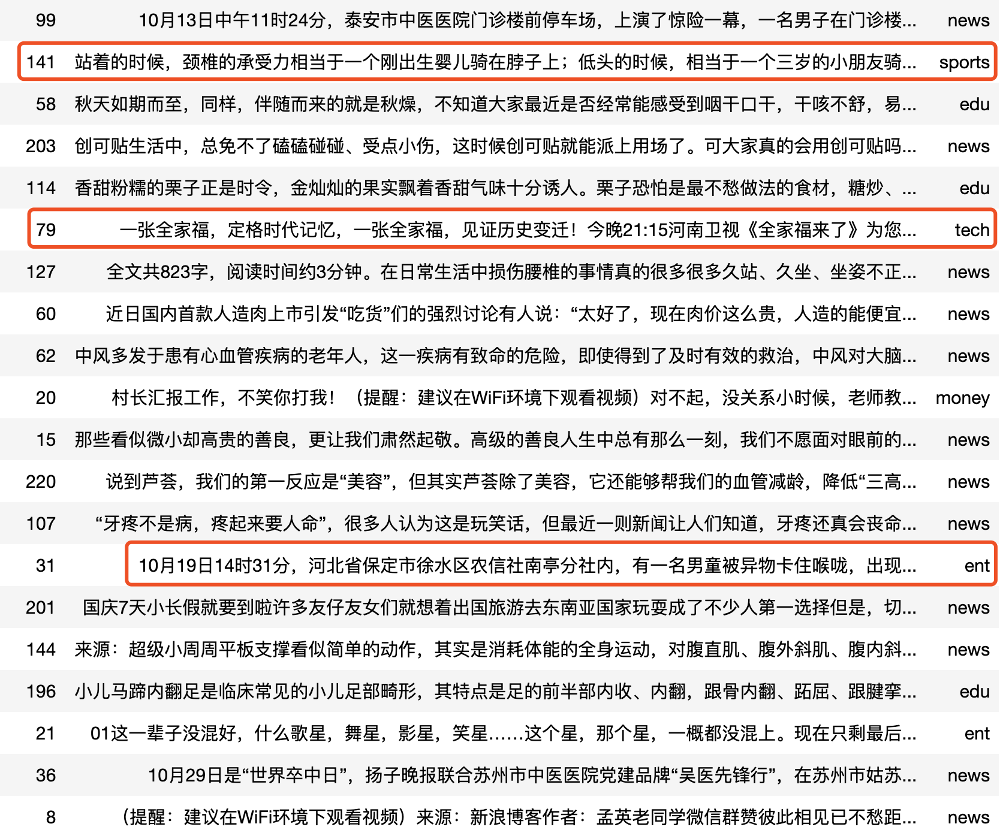 99 10月13日中午11时24分，泰安市中医医院门诊楼前停车场，上演了惊险一幕，一名男子在门诊楼... news
141 站着的时候，颈椎的承受力相当于一个刚出生婴儿骑在脖子上；低头的时候，相当于一个三岁的小朋友骑... sports
58 秋天如期而至，同样，伴随而来的就是秋燥，不知道大家最近是否经常能感受到咽干口干，干咳不舒，易... edu
203 创可贴生活中，总免不了磕磕碰碰、受点小伤，这时候创可贴就能派上用场了。可大家真的会用创可贴吗... news
114 香甜粉糯的栗子正是时令，金灿灿的果实飘着香甜气味十分诱人。栗子恐怕是最不愁做法的食材，糖炒、... edu
79 一张全家福，定格时代记忆，一张全家福，见证历史变迁！今晚21:15河南卫视《全家福来了》为您... tech
127 全文共823字，阅读时间约3分钟。在日常生活中损伤腰椎的事情真的很多很多久站、久坐、坐姿不正... news
60 近日国内首款人造肉上市引发“吃货”们的强烈讨论有人说：“太好了，现在肉价这么贵，人造的能便宜... news
62 中风多发于患有心血管疾病的老年人，这一疾病有致命的危险，即使得到了及时有效的救治，中风对大脑... news
20 村长汇报工作，不笑你打我！（提醒：建议在WiFi环境下观看视频）对不起，没关系小时候，老师教... money
15 那些看似微小却高贵的善良，更让我们肃然起敬。高级的善良人生中总有那么一刻，我们不愿面对眼前的... news
220 说到芦荟，我们的第一反应是“美容”，但其实芦荟除了美容，它还能够帮我们的血管减龄，降低“三高... news
107 “牙疼不是病，疼起来要人命”，很多人认为这是玩笑话，但最近一则新闻让人们知道，牙疼还真会丧命... news
31 10月19日14时31分，河北省保定市徐水区农信社南亭分社内，有一名男童被异物卡住喉咙，出现... ent
201 国庆7天小长假就要到啦许多友仔友女们就想着出国旅游去东南亚国家玩耍成了不少人第一选择但是，切... news
144 来源：超级小周周平板支撑看似简单的动作，其实是消耗体能的全身运动，对腹直肌、腹外斜肌、腹内斜... news
196 小儿马蹄内翻足是临床常见的小儿足部畸形，其特点是足的前半部内收、内翻，跟骨内翻、跖屈、跟腱挛... edu
21 01这一辈子没混好，什么歌星，舞星，影星，笑星……这个星，那个星，一概都没混上。现在只剩最后... ent
36 10月29日是“世界卒中日”，扬子晚报联合苏州市中医医院党建品牌“吴医先锋行”，在苏州市姑苏... news
8 （提醒：建议在WiFi环境下观看视频）来源：新浪博客作者：孟英老同学微信群赞彼此相见已不愁距... news